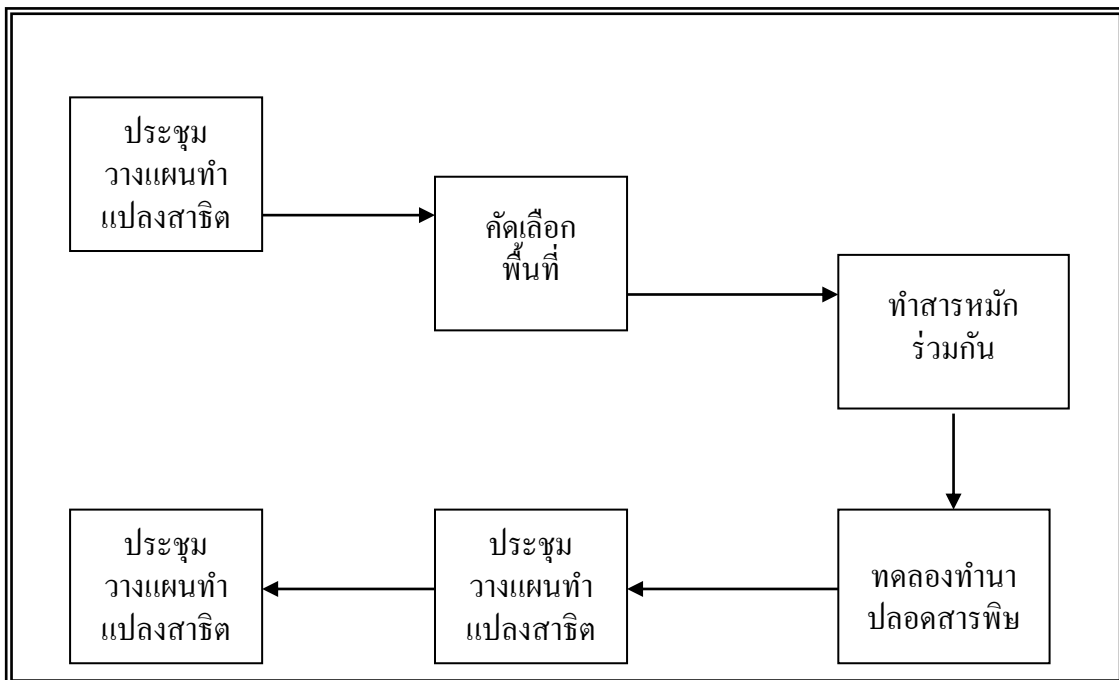 ประชุม
วางแผนทำ
แปลงสาธิต
คัดเลือก
พื้นที่
ทำสารหมัก
ร่วมกัน
ทดลองทำนา
ปลอดสารพิษ
ประชุม
วางแผนทำ
แปลงสาธิต
ประชุม
วางแผนทำ
แปลงสาธิต